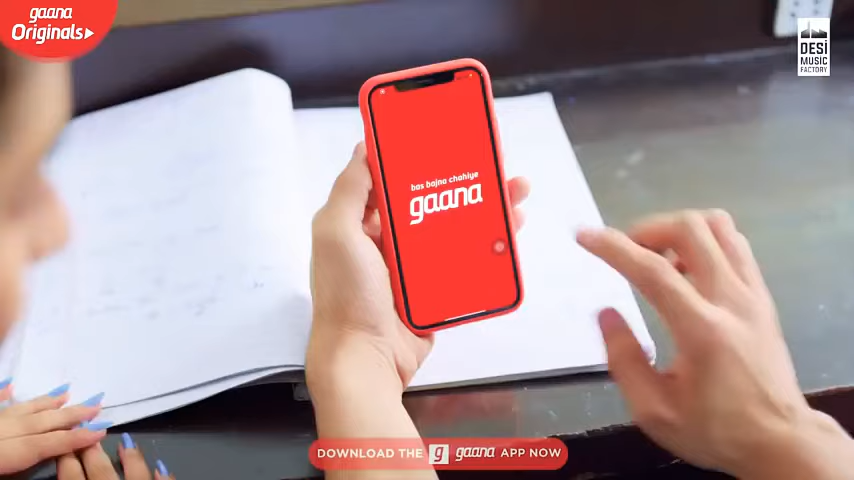 gaana
Originals
DESI
MUSIC
FACTORY
bas bajna chahiye
gaana
DOWNLOAD THE g gaana APP NOW